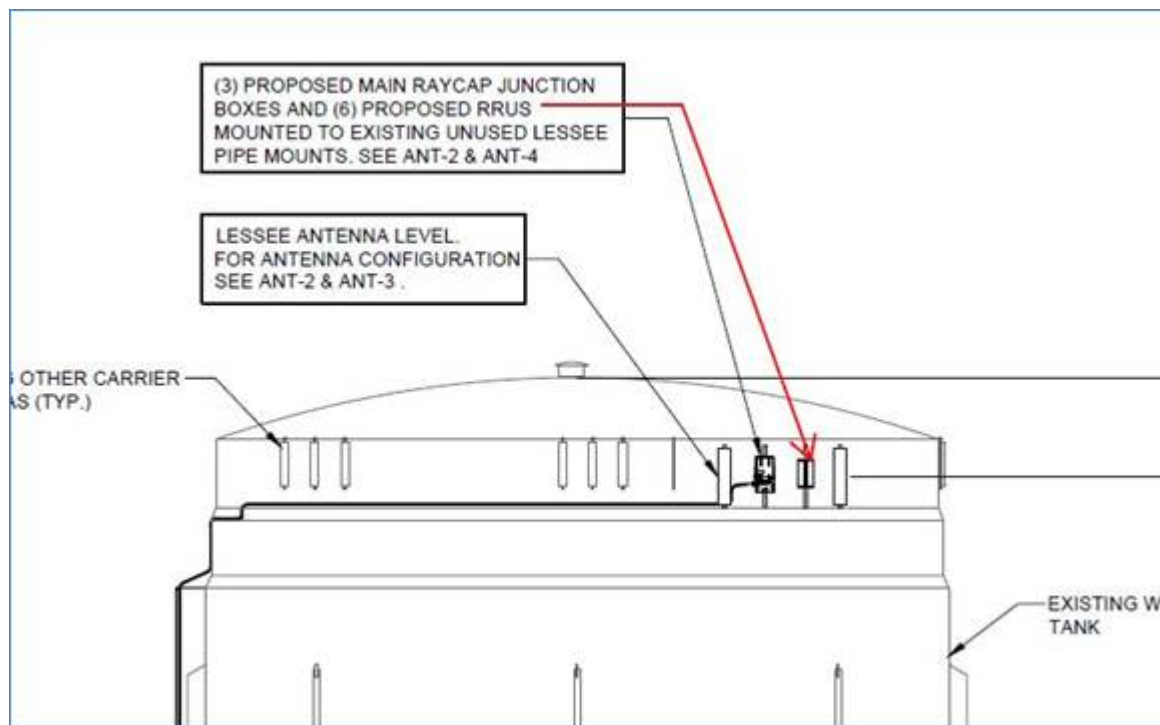 (3) PROPOSED MAIN RAYCAP JUNCTION
BOXES AND (6) PROPOSED RRUS
MOUNTED TO EXISTING UNUSED LESSEE
PIPE MOUNTS. SEE ANT-2 & ANT-4
LESSEE ANTENNA LEVEL.
FOR ANTENNA CONFIGURATION
SEE ANT-2 & ANT-3 .
OTHER CARRIER
AS (TYP.)
EXISTING W
TANK